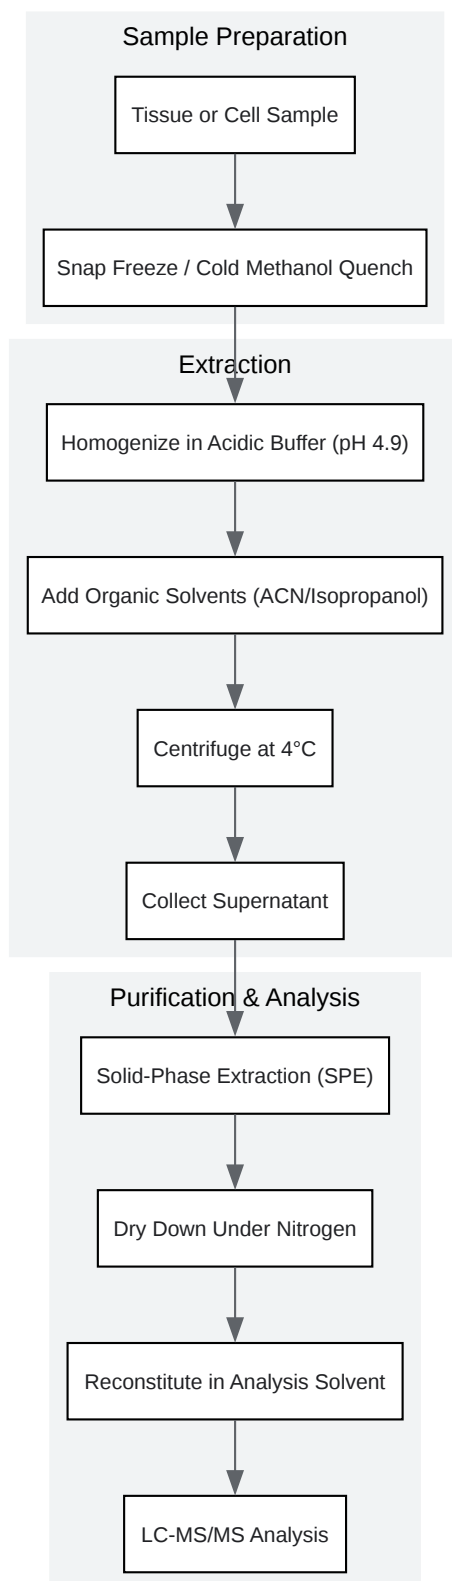 Sample Preparation
Tissue or Cell Sample
Snap Freeze / Cold Methanol Quench
Extraction
Homogenize in Acidic Buffer (pH 4.9)
Add Organic Solvents (ACN/Isopropanol)
Centrifuge at 4°C
Collect Supernatant
Purification & Analysis
Solid-Phase Extraction (SPE)
Dry Down Under Nitrogen
Reconstitute in Analysis Solvent
LC-MS/MS Analysis